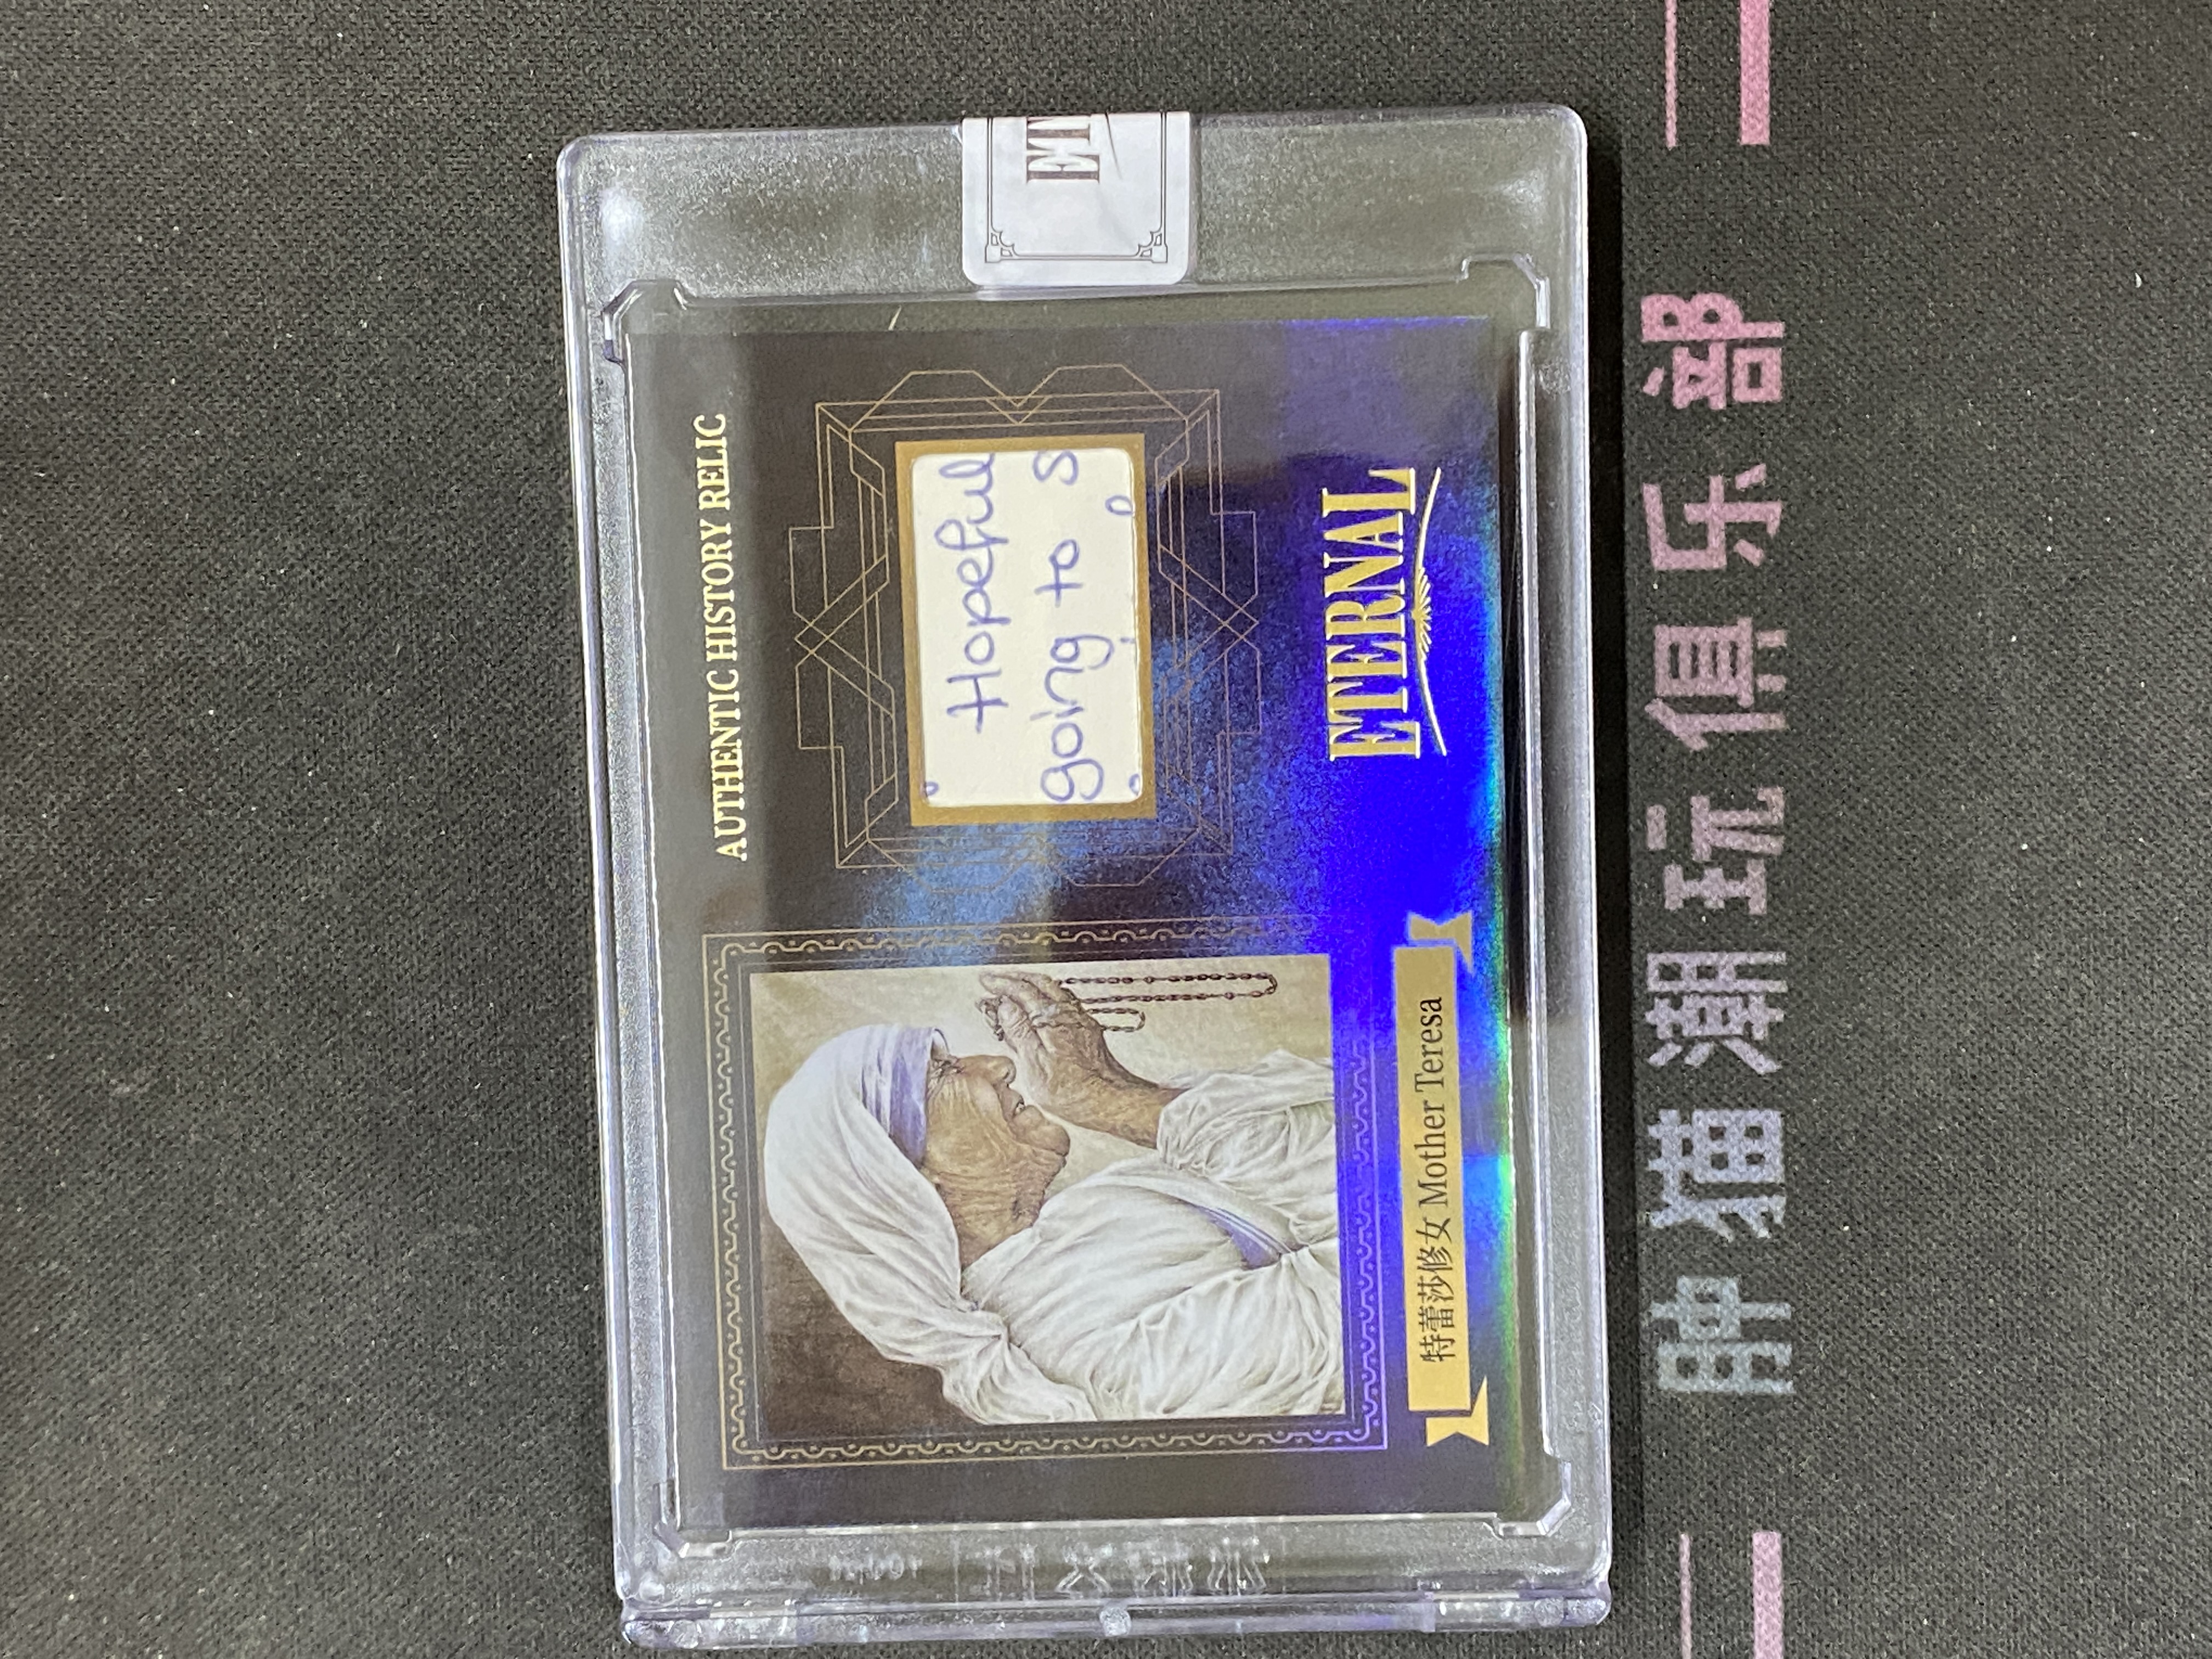 AUTHENTIC HISTORY RELIC
Hopeful
going to s
ETERNAL
特蕾莎修女 Mother Teresa
肿猫潮玩俱乐部